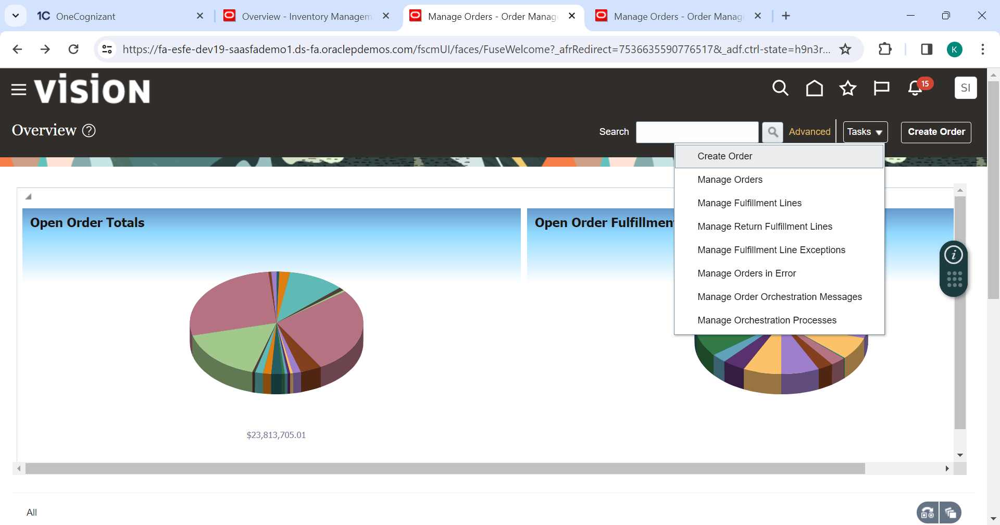 OneCognizant
Overview - Inventory Managem
Manage Orders - Order Manag
Manage Orders - Order Manag
https://fa-esfe-dev19-saasfademo1.ds-fa.oraclepdemos.com/fscmUI/faces/FuseWelcome?_afrRedirect=7536635590776517&_adf.ctrl-state=h9n3r...
K
VISION
15
SI
Overview
Search
Advanced
Tasks
Create Order
Create Order
Manage Orders
Manage Fulfillment Lines
Manage Return Fulfillment Lines
Manage Fulfillment Line Exceptions
Manage Orders in Error
Manage Order Orchestration Messages
Manage Orchestration Processes
Open Order Totals
Open Order Fulfillment
$23,813,705.01
All